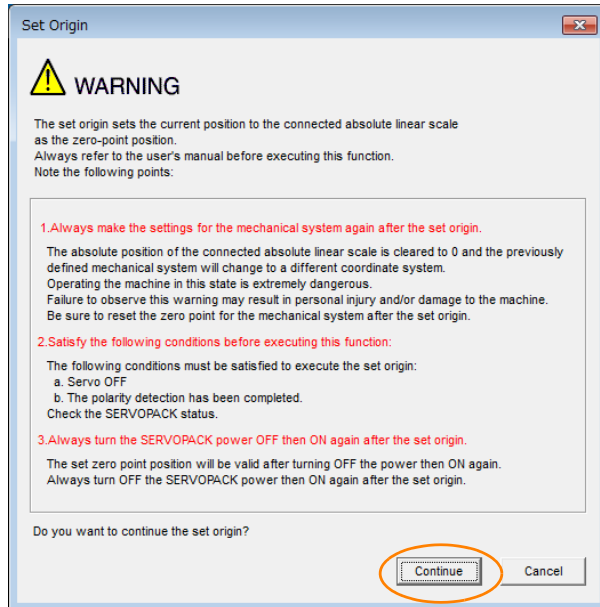 Set Origin
WARNING
The set origin sets the current position to the connected absolute linear scale
as the zero-point position.
Always refer to the user's manual before executing this function.
Note the following points:
1.Always make the settings for the mechanical system again after the set origin.
The absolute position of the connected absolute linear scale is cleared to 0 and the previously
defined mechanical system will change to a different coordinate system.
Operating the machine in this state is extremely dangerous.
Failure to observe this warning may result in personal injury and/or damage to the machine.
Be sure to reset the zero point for the mechanical system after the set origin.
2.Satisfy the following conditions before executing this function:
The following conditions must be satisfied to execute the set origin:
a. Servo OFF
b. The polarity detection has been completed.
Check the SERVOPACK status.
3.Always turn the SERVOPACK power OFF then ON again after the set origin.
The set zero point position will be valid after turning OFF the power then ON again.
Always turn OFF the SERVOPACK power then ON again after the set origin.
Do you want to continue the set origin?
Continue Cancel